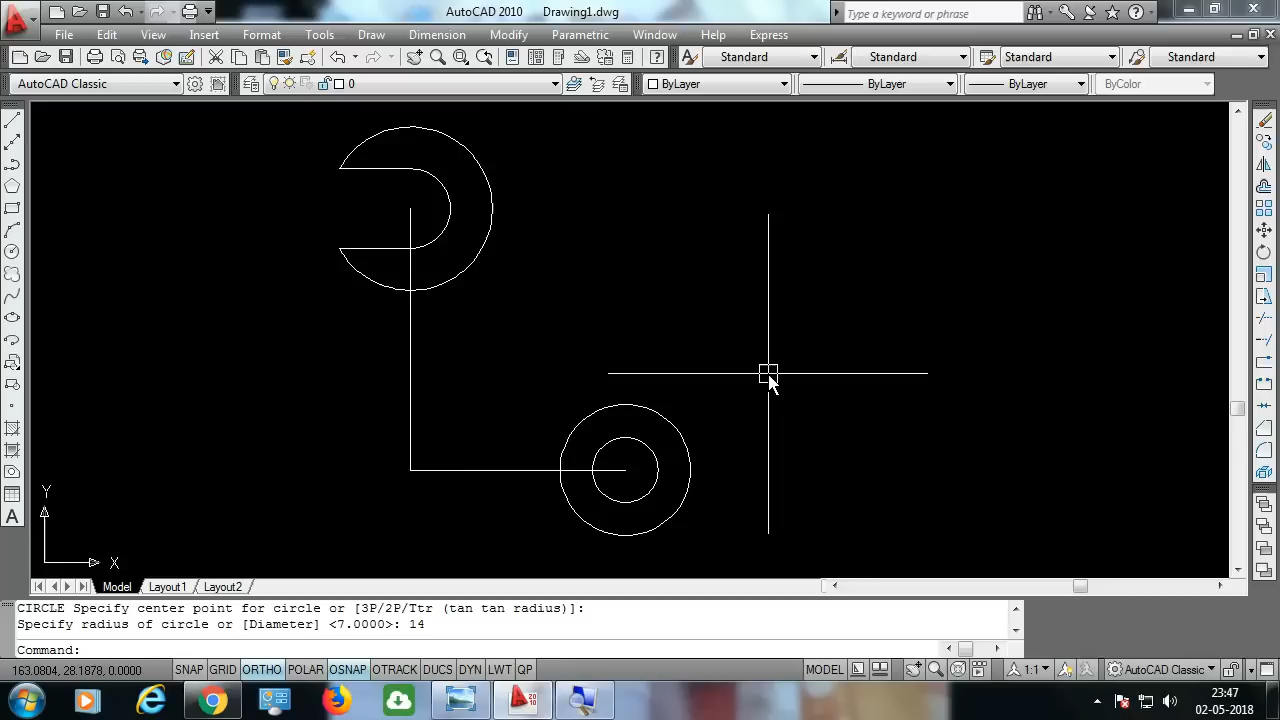 AutoCAD 2010 Drawing1.dwg
Type a keyword or phrase
File Edit View Insert Format Tools Draw Dimension Modify Parametric Window Help Express
Standard Standard Standard Standard
AutoCAD Classic 0 ByLayer ByLayer ByLayer ByColor
A
Y
X
Model Layout1 Layout2
CIRCLE Specify center point for circle or [3P/2P/Ttr (tan tan radius)]:
Specify radius of circle or [Diameter] <7.0000>: 14
Command:
163.0804, 28.1878, 0.0000 SNAP GRID ORTHO POLAR OSNAP OTRACK DUCS DYN LWT QP MODEL 1:1 AutoCAD Classic
23:47
02-05-2018